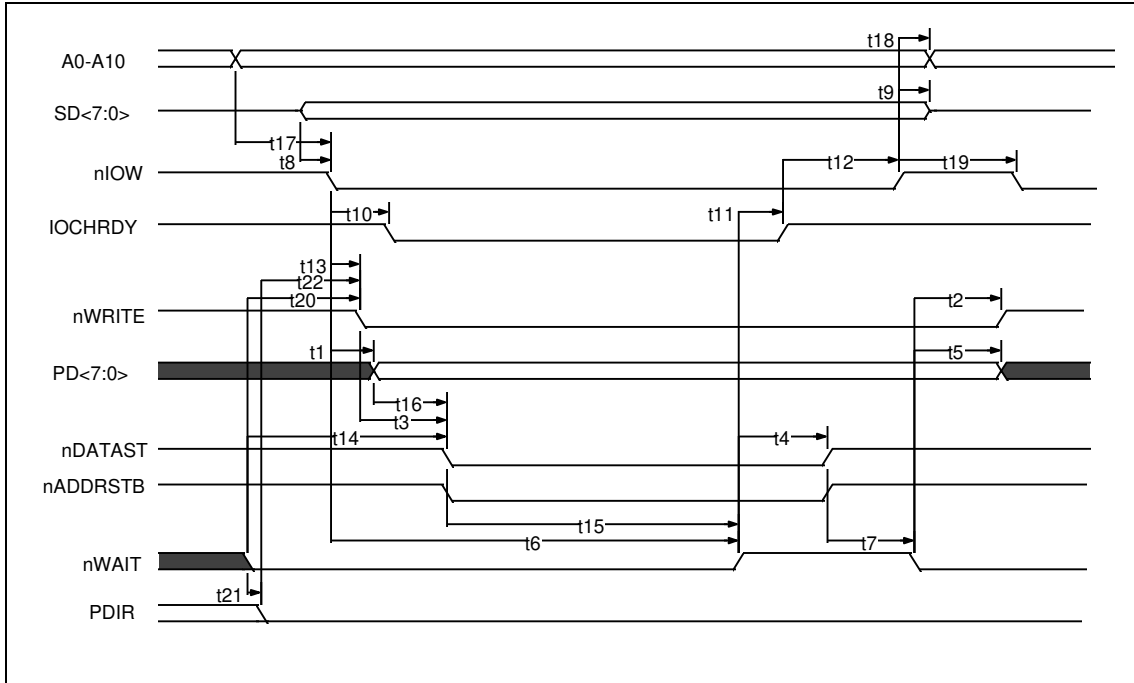 t18
A0-A10
t9
SD<7:0>
t17
t8
t12
t19
nIOW
t10
t11
IOCHRDY
t13
t22
t20
t2
nWRITE
t1
t5
PD<7:0>
t16
t3
t14
t4
nDATAST
nADDRSTB
t15
t6
t7
nWAIT
t21
PDIR